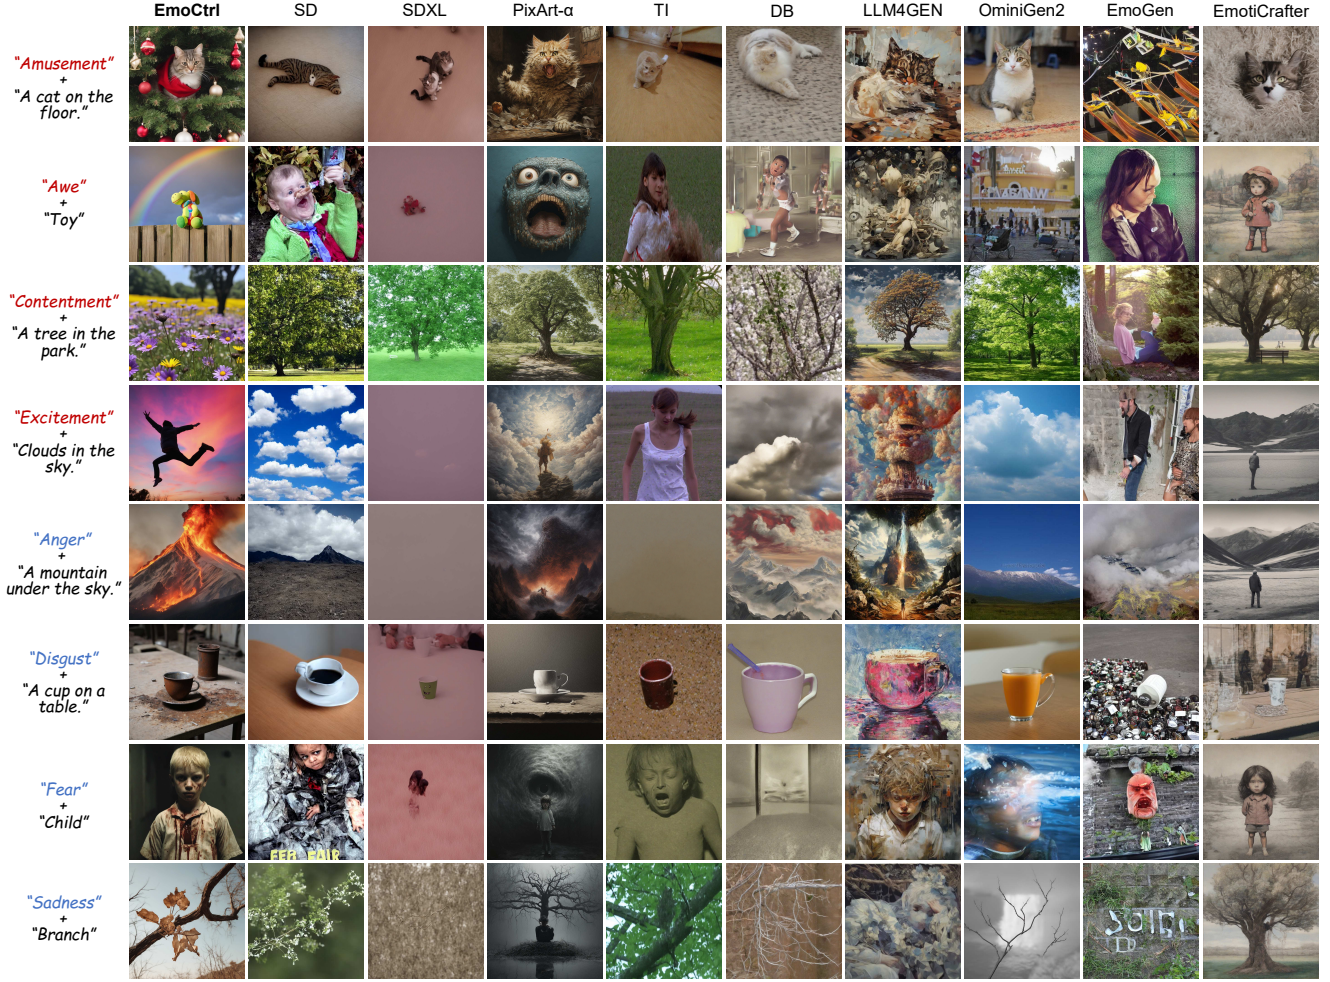 EmoCtrl SD SDXL PixArt-α TI DB LLM4GEN OminiGen2 EmoGen EmotiCrafter
“Amusement”
+
“A cat on the
floor.”
“Awe”
+
“Toy”
“Contentment”
+
“A tree in the
park.”
“Excitement”
+
“Clouds in the
sky.”
“Anger”
+
“A mountain
under the sky.”
“Disgust”
+
“A cup on a
table.”
“Fear”
+
“Child”
FEB FAIR
“Sadness”
+
“Branch”